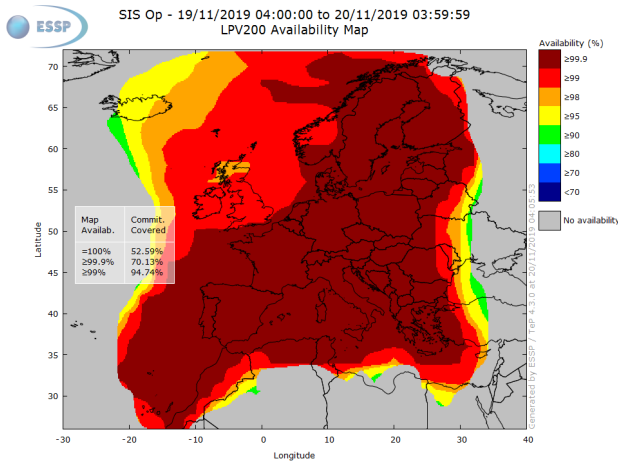 ESSP
SIS Op - 19/11/2019 04:00:00 to 20/11/2019 03:59:59
LPV200 Availability Map
Availability (%)
≥99.9
≥99
≥98
≥95
≥90
≥80
≥70
<70
No availability
Latitude
70
65
60
55
50
45
40
35
30
Map Commit.
Availab. Covered
=100% 52.59%
≥99.9% 70.13%
≥99% 94.74%
-30 -20 -10 0 10 20 30 40
Longitude
Generated by ESSP / TeP 4.3.0 at 20/11/2019 04:05:53